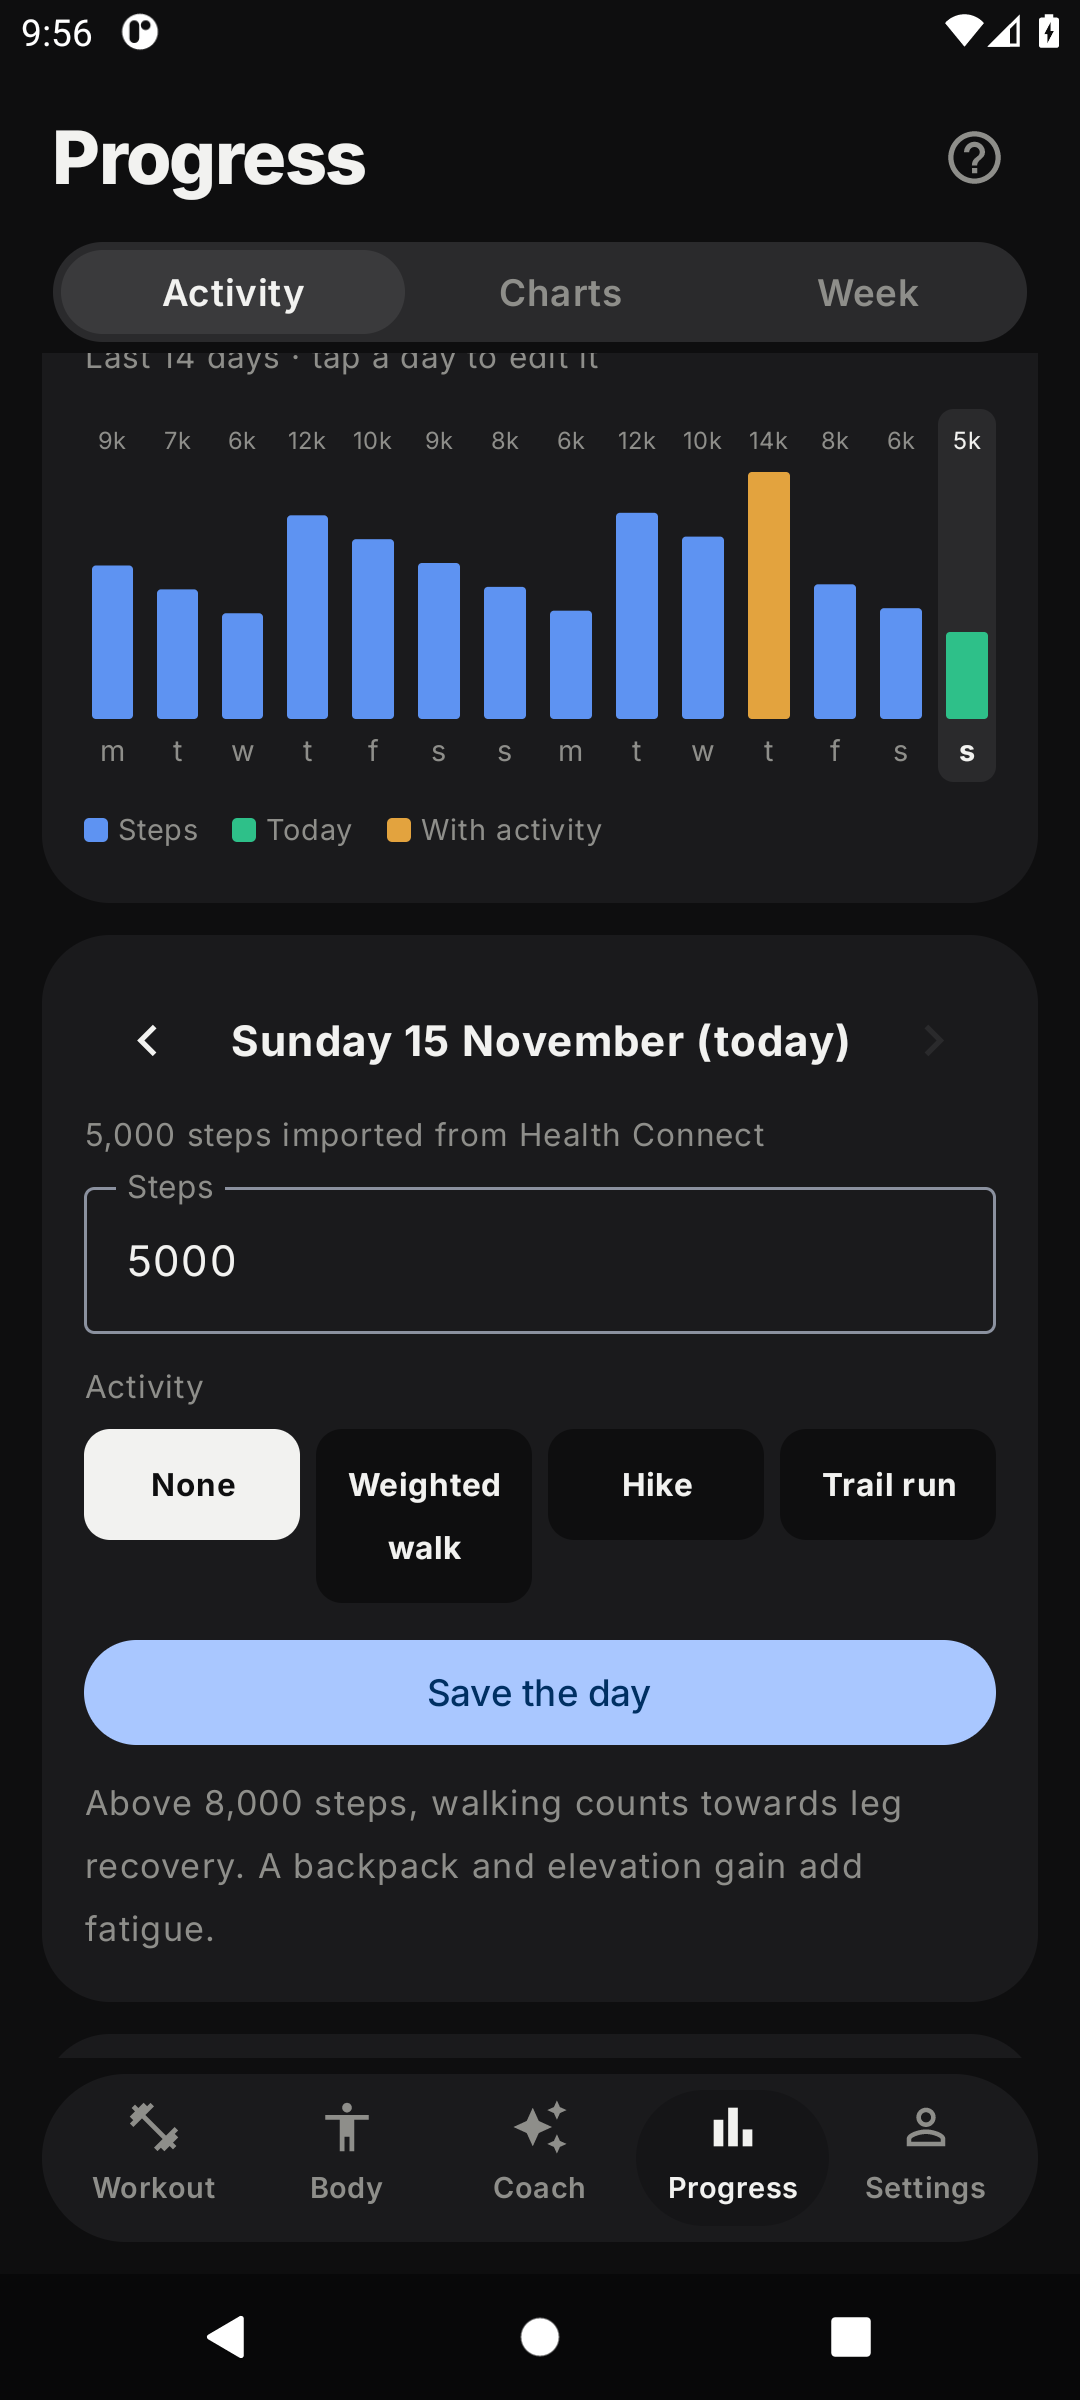 9:56
Progress
Activity Charts Week
Last 14 days · tap a day to edit it
9k 7k 6k 12k 10k 9k 8k 6k 12k 10k 14k 8k 6k 5k
m t w t f s s m t w t f s s
Steps Today With activity
Sunday 15 November (today)
5,000 steps imported from Health Connect
Steps
5000
Activity
None Weighted walk Hike Trail run
Save the day
Above 8,000 steps, walking counts towards leg
recovery. A backpack and elevation gain add
fatigue.
Workout Body Coach Progress Settings